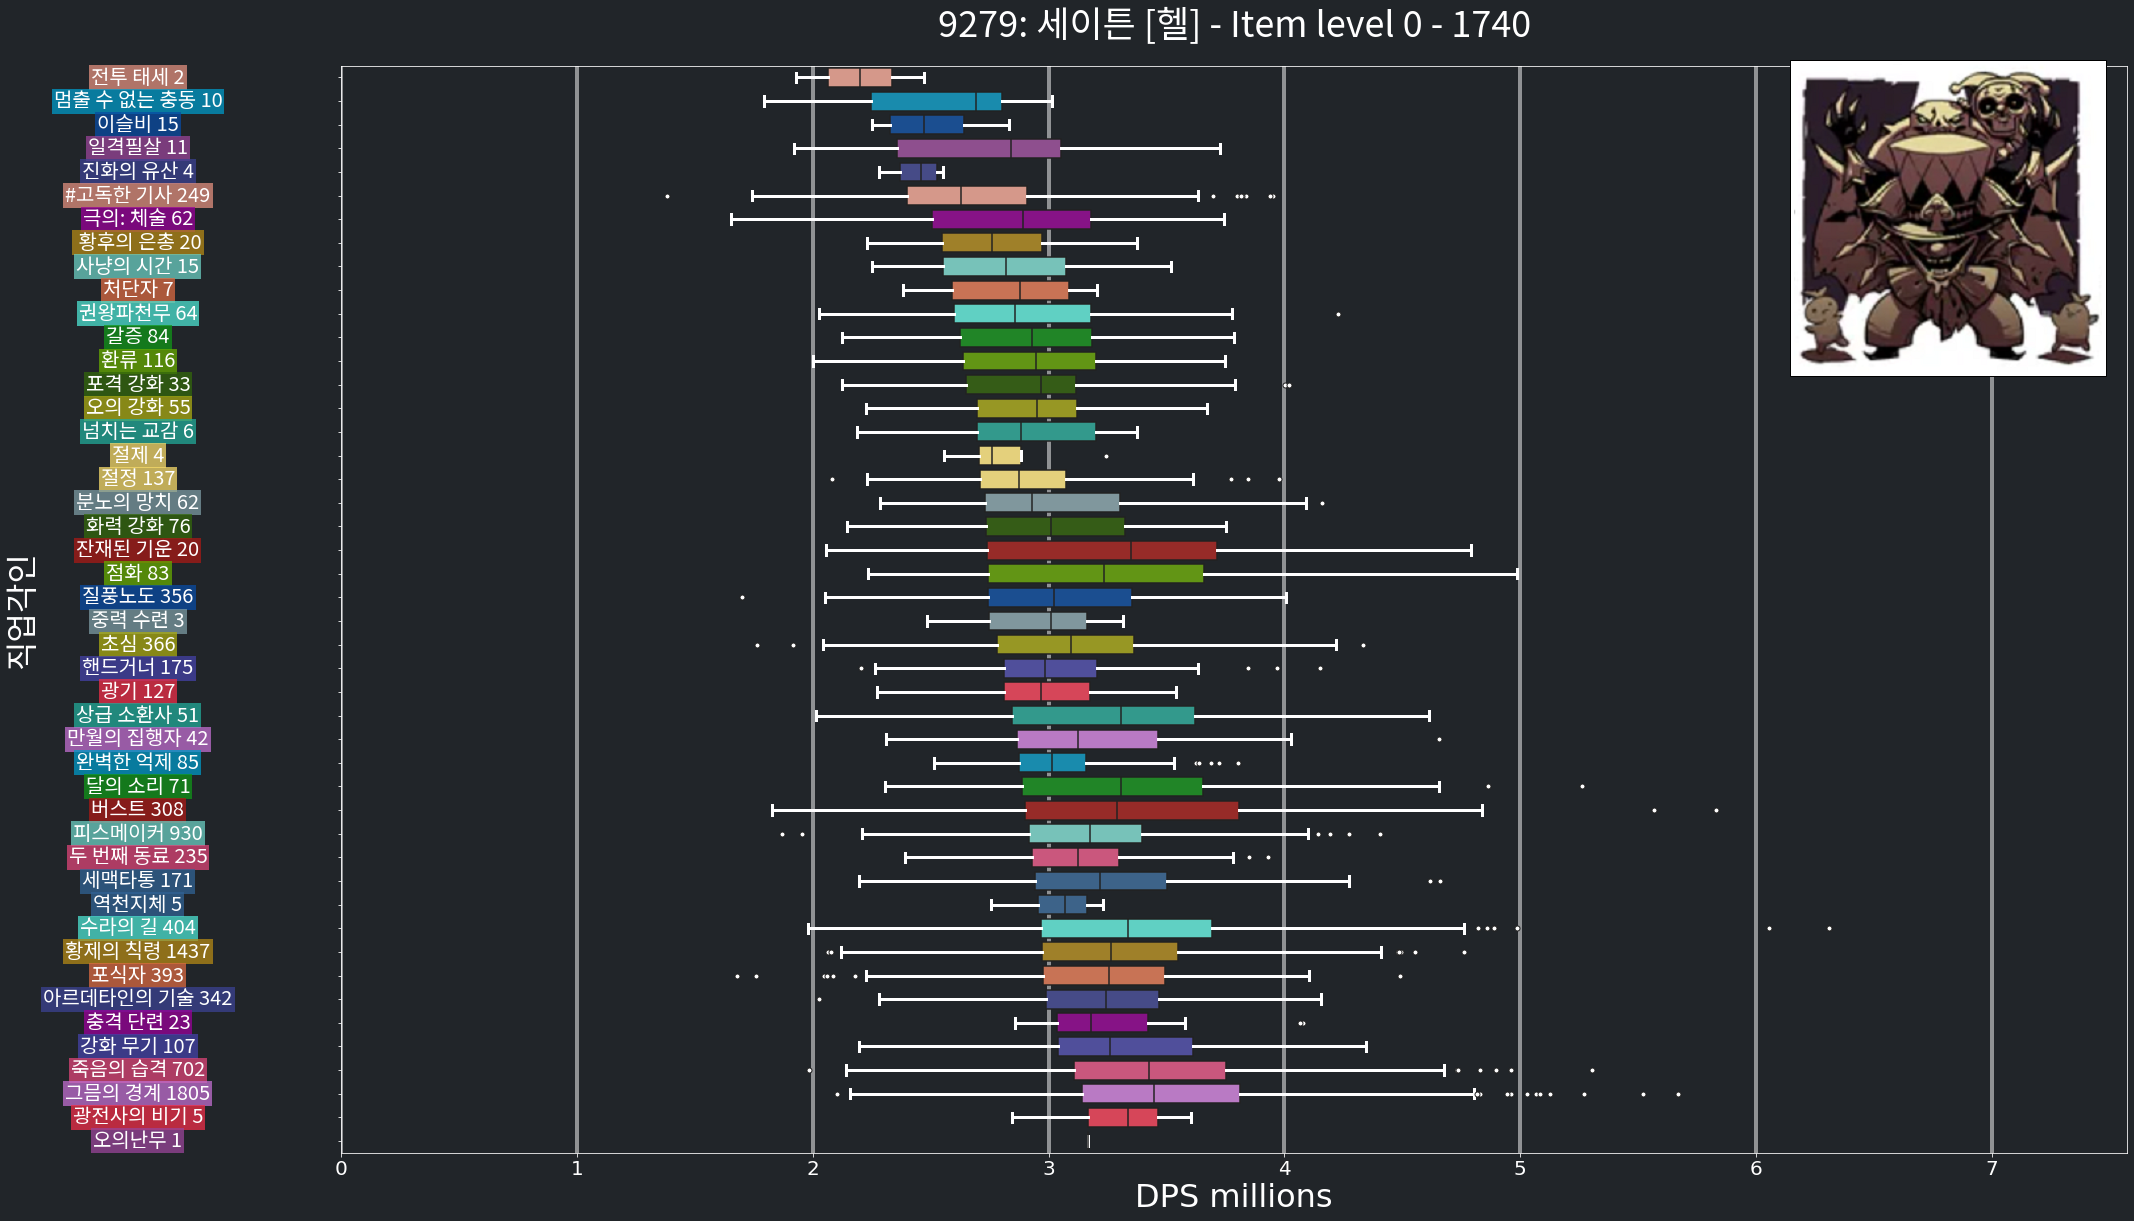 9279: 세이튼 [헬] - Item level 0 - 1740
직업각인
전투 태세 2
멈출 수 없는 충동 10
이슬비 15
일격필살 11
진화의 유산 4
#고독한 기사 249
극의: 체술 62
황후의 은총 20
사냥의 시간 15
처단자 7
권왕파천무 64
갈증 84
환류 116
포격 강화 33
오의 강화 55
넘치는 교감 6
절제 4
절정 137
분노의 망치 62
화력 강화 76
잔재된 기운 20
점화 83
질풍노도 356
중력 수련 3
초심 366
핸드거너 175
광기 127
상급 소환사 51
만월의 집행자 42
완벽한 억제 85
달의 소리 71
버스트 308
피스메이커 930
두 번째 동료 235
세맥타통 171
역천지체 5
수라의 길 404
황제의 칙령 1437
포식자 393
아르데타인의 기술 342
충격 단련 23
강화 무기 107
죽음의 습격 702
그믐의 경계 1805
광전사의 비기 5
오의난무 1
0 1 2 3 4 5 6 7
DPS millions